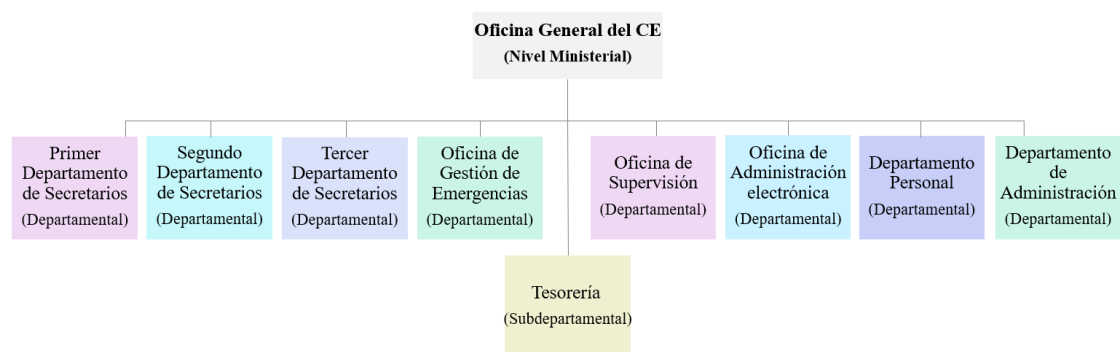 Oficina General del CE
(Nivel Ministerial)
Primer
Departamento
de Secretarios
(Departamental)
Segundo
Departamento
de Secretarios
(Departamental)
Tercer
Departamento
de Secretarios
(Departamental)
Oficina de
Gestión de
Emergencias
(Departamental)
Oficina de
Supervisión
(Departamental)
Oficina de
Administración
electrónica
(Departamental)
Departamento
Personal
(Departamental)
Departamento
de
Administración
(Departamental)
Tesorería
(Subdepartamental)